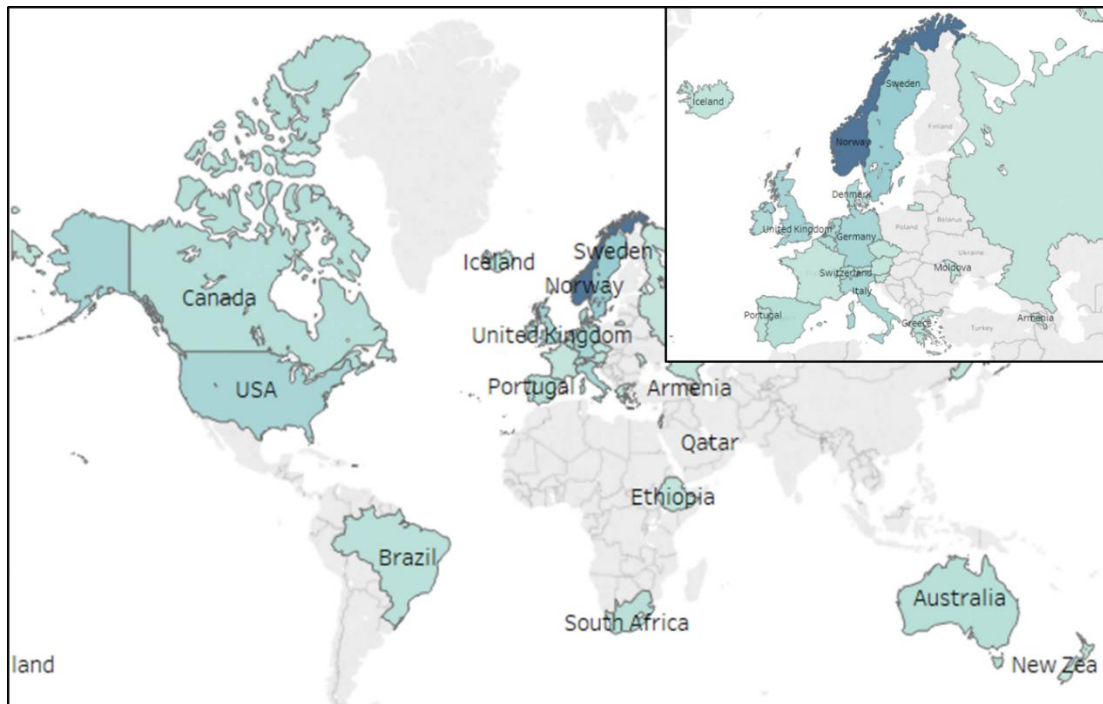 Iceland
Sweden
Norway
Finland
Denmark
United Kingdom
Germany
Poland
Belarus
Ukraine
Switzerland
Moldova
Italy
Portugal
Greece
Turkey
Armenia
Iceland
Sweden
Norway
Canada
United Kingdom
USA
Portugal
Armenia
Qatar
Ethiopia
Brazil
Australia
South Africa
land
New Zea